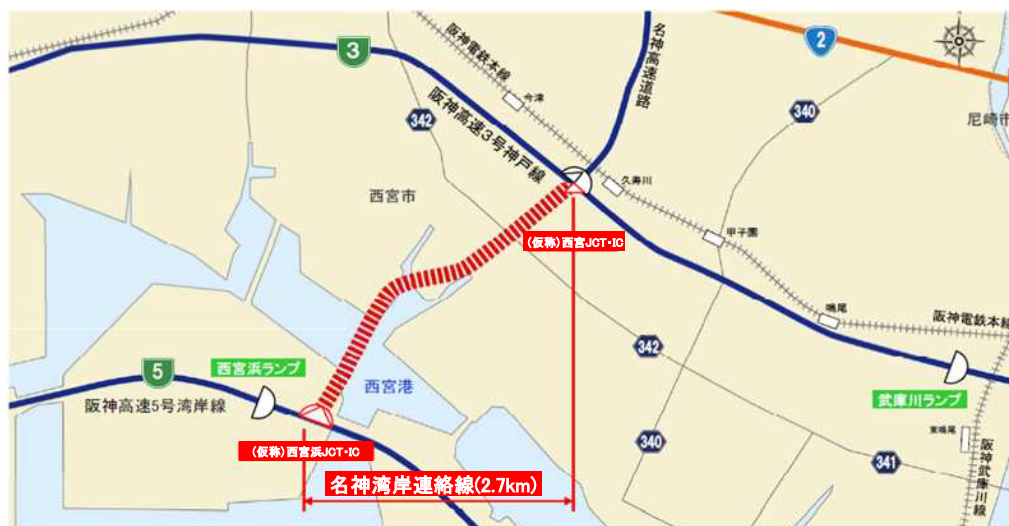 2
3
阪神電鉄本線
名神高速道路
今津
340
342
阪神高速3号神戸線
尼崎市
久寿川
西宮市
甲子園
(仮称)西宮JCT・IC
鳴尾
阪神電鉄本線
342
5
西宮浜ランプ
西宮港
阪神高速5号湾岸線
武庫川ランプ
東鳴尾
340
341
(仮称)西宮浜JCT・IC
阪神武庫川線
名神湾岸連絡線(2.7km)